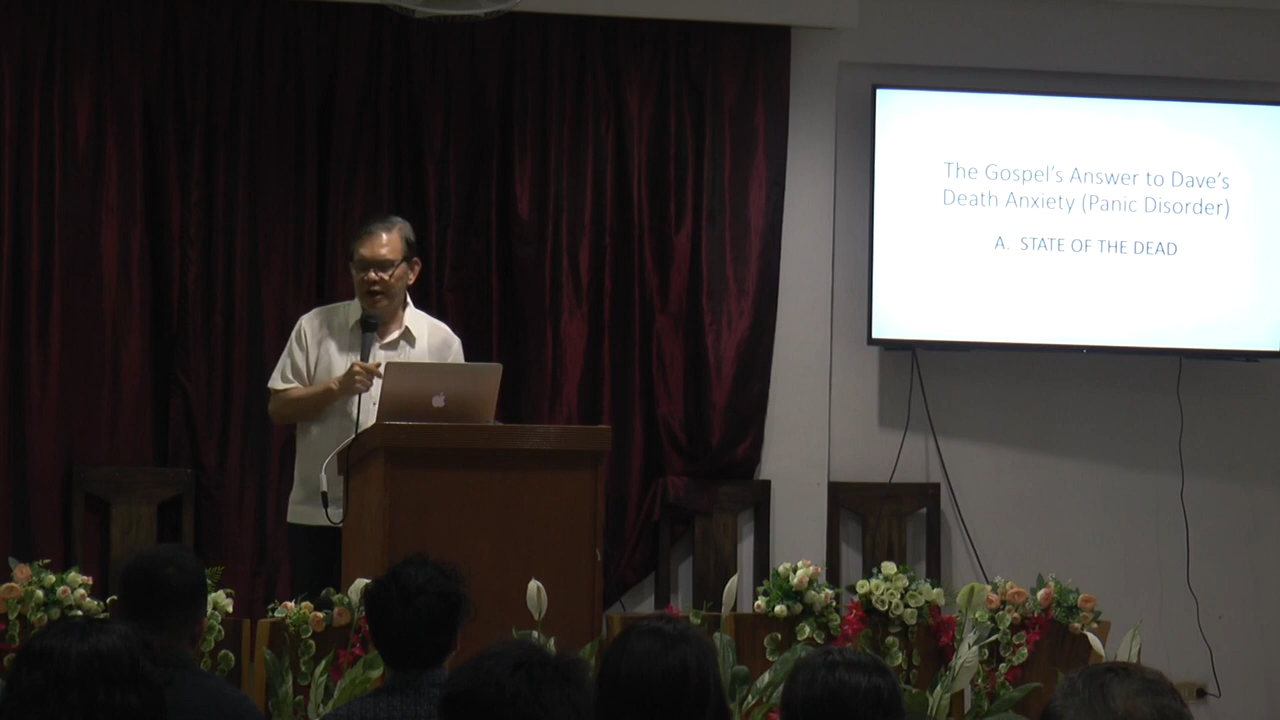 The Gospel's Answer to Dave's
Death Anxiety (Panic Disorder)
A. STATE OF THE DEAD